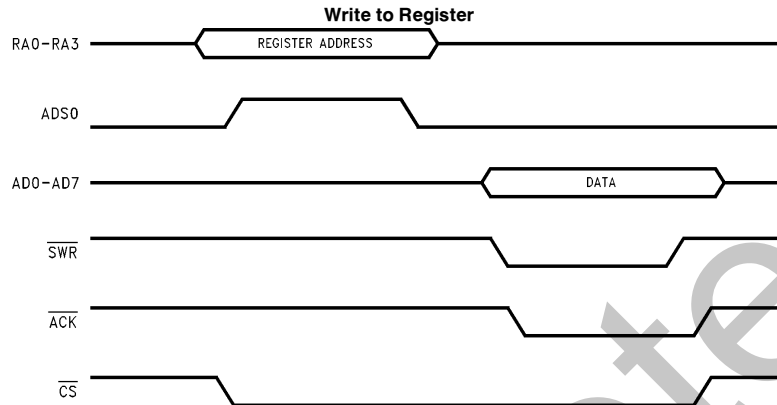 Write to Register
RA0-RA3
REGISTER ADDRESS
ADS0
AD0-AD7
DATA
SWR
ACK
CS